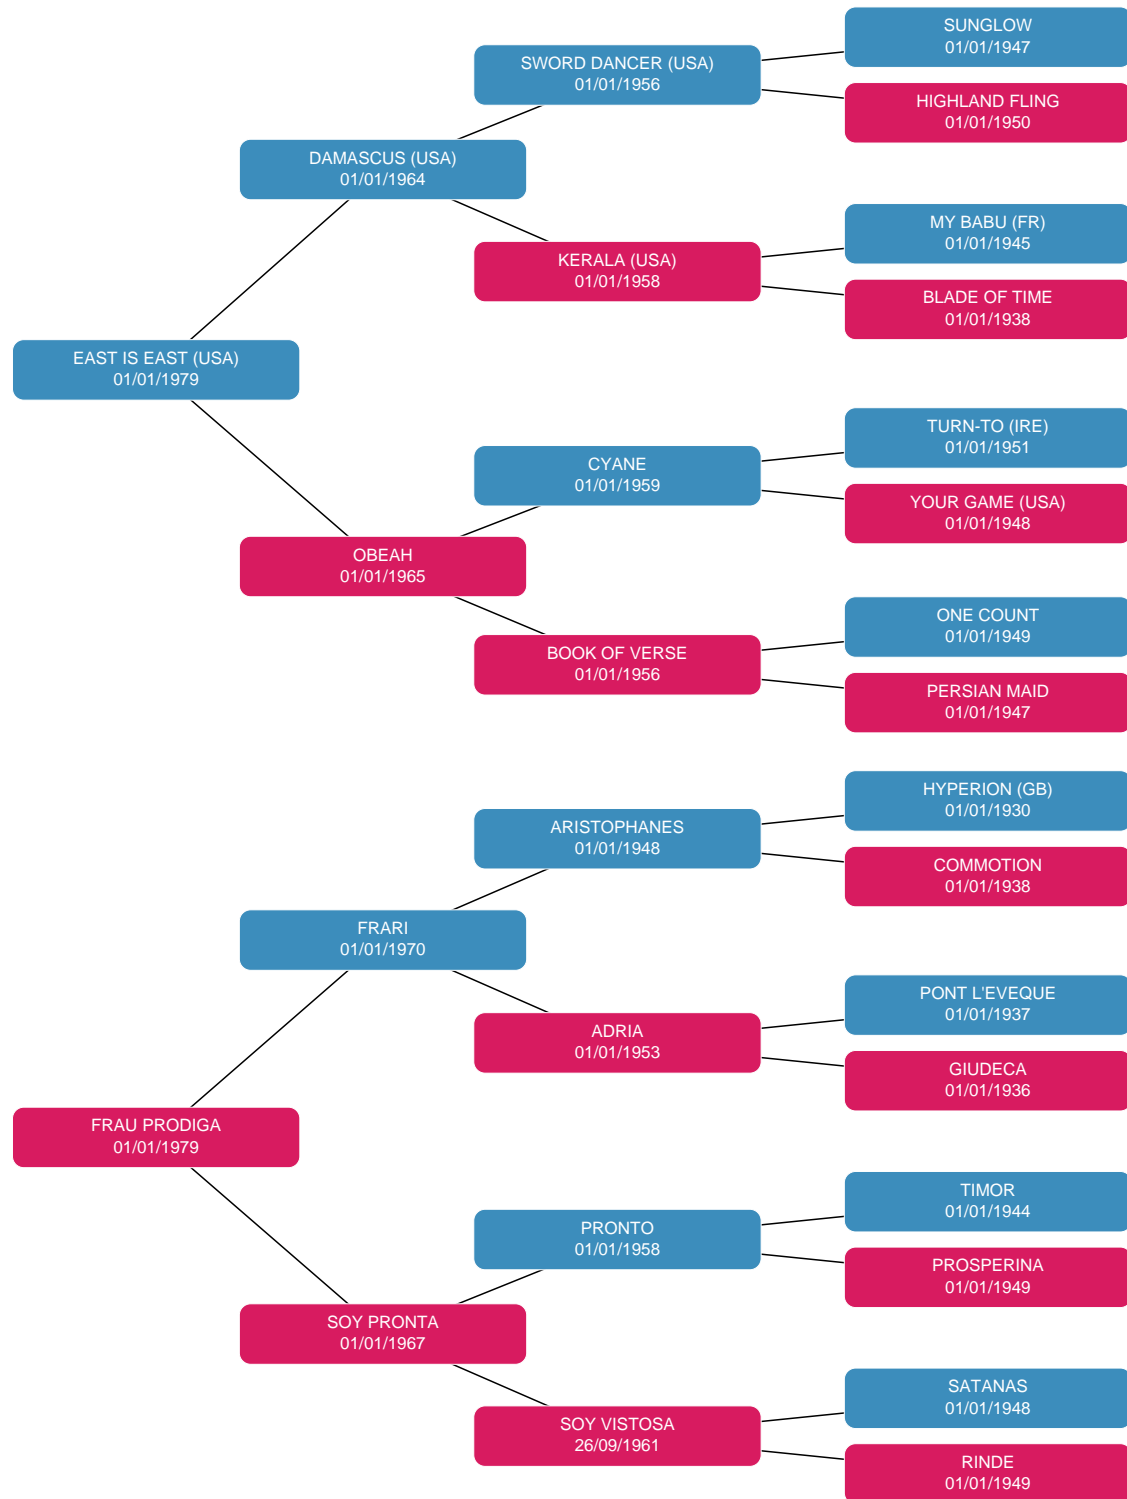 SUNGLOW
01/01/1947
SWORD DANCER (USA)
01/01/1956
HIGHLAND FLING
01/01/1950
DAMASCUS (USA)
01/01/1964
MY BABU (FR)
01/01/1945
KERALA (USA)
01/01/1958
BLADE OF TIME
01/01/1938
EAST IS EAST (USA)
01/01/1979
TURN-TO (IRE)
01/01/1951
CYANE
01/01/1959
YOUR GAME (USA)
01/01/1948
OBEAH
01/01/1965
ONE COUNT
01/01/1949
BOOK OF VERSE
01/01/1956
PERSIAN MAID
01/01/1947
HYPERION (GB)
01/01/1930
ARISTOPHANES
01/01/1948
COMMOTION
01/01/1938
FRARI
01/01/1970
PONT L'EVEQUE
01/01/1937
ADRIA
01/01/1953
GIUDECA
01/01/1936
FRAU PRODIGA
01/01/1979
TIMOR
01/01/1944
PRONTO
01/01/1958
PROSPERINA
01/01/1949
SOY PRONTA
01/01/1967
SATANAS
01/01/1948
SOY VISTOSA
26/09/1961
RINDE
01/01/1949